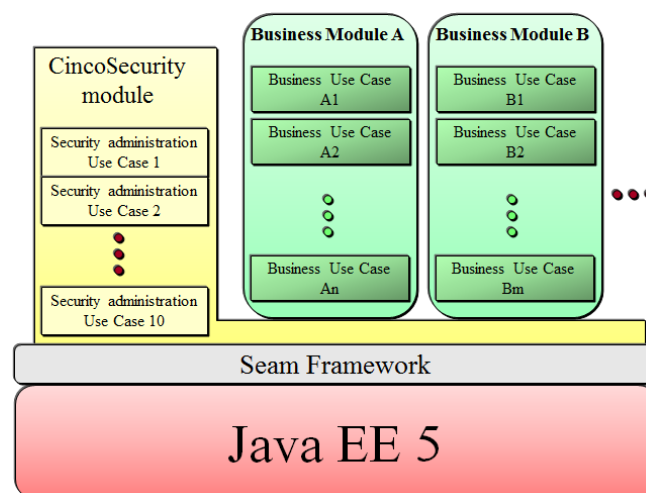 CincoSecurity
module
Security administration
Use Case 1
Security administration
Use Case 2
Security administration
Use Case 10
Business Module A
Business Use Case
A1
Business Use Case
A2
Business Use Case
An
Business Module B
Business Use Case
B1
Business Use Case
B2
Business Use Case
Bm
Seam Framework
Java EE 5